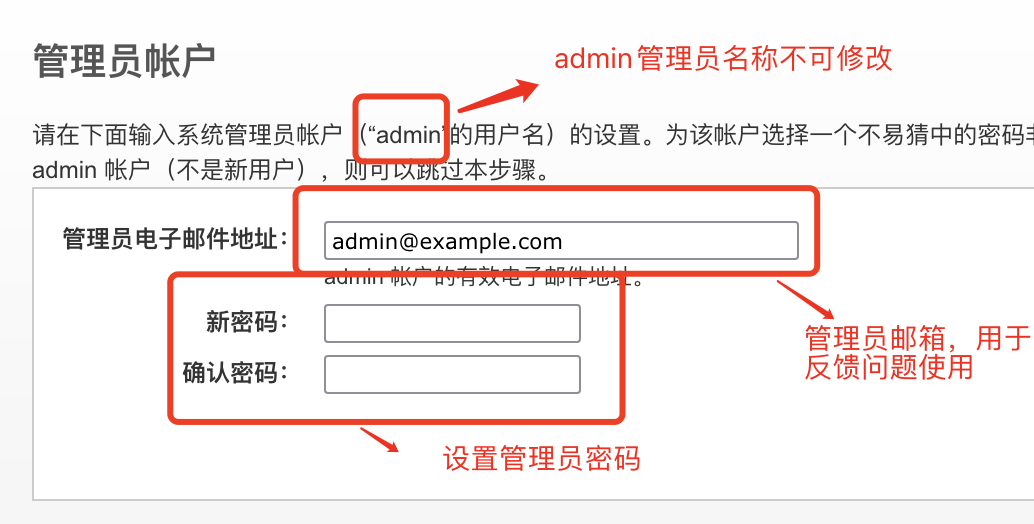 管理员帐户
admin管理员名称不可修改
请在下面输入系统管理员帐户（“admin”的用户名）的设置。为该帐户选择一个不易猜中的密码非
admin 帐户（不是新用户），则可以跳过本步骤。
管理员电子邮件地址：
admin@example.com
admin 帐户的有效电子邮件地址。
新密码：
确认密码：
管理员邮箱，用于
反馈问题使用
设置管理员密码